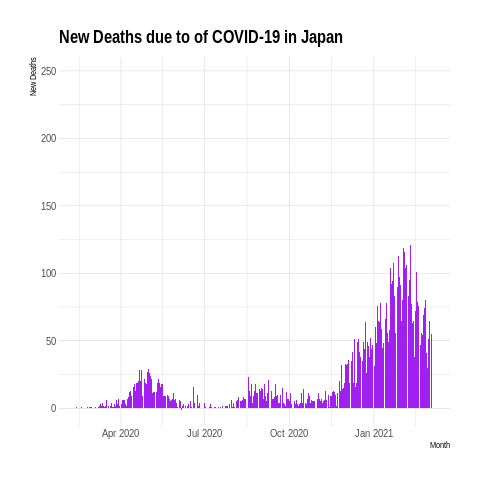 New Deaths due to of COVID-19 in Japan
New Deaths
250
200
150
100
50
0
Apr 2020 Jul 2020 Oct 2020 Jan 2021
Month